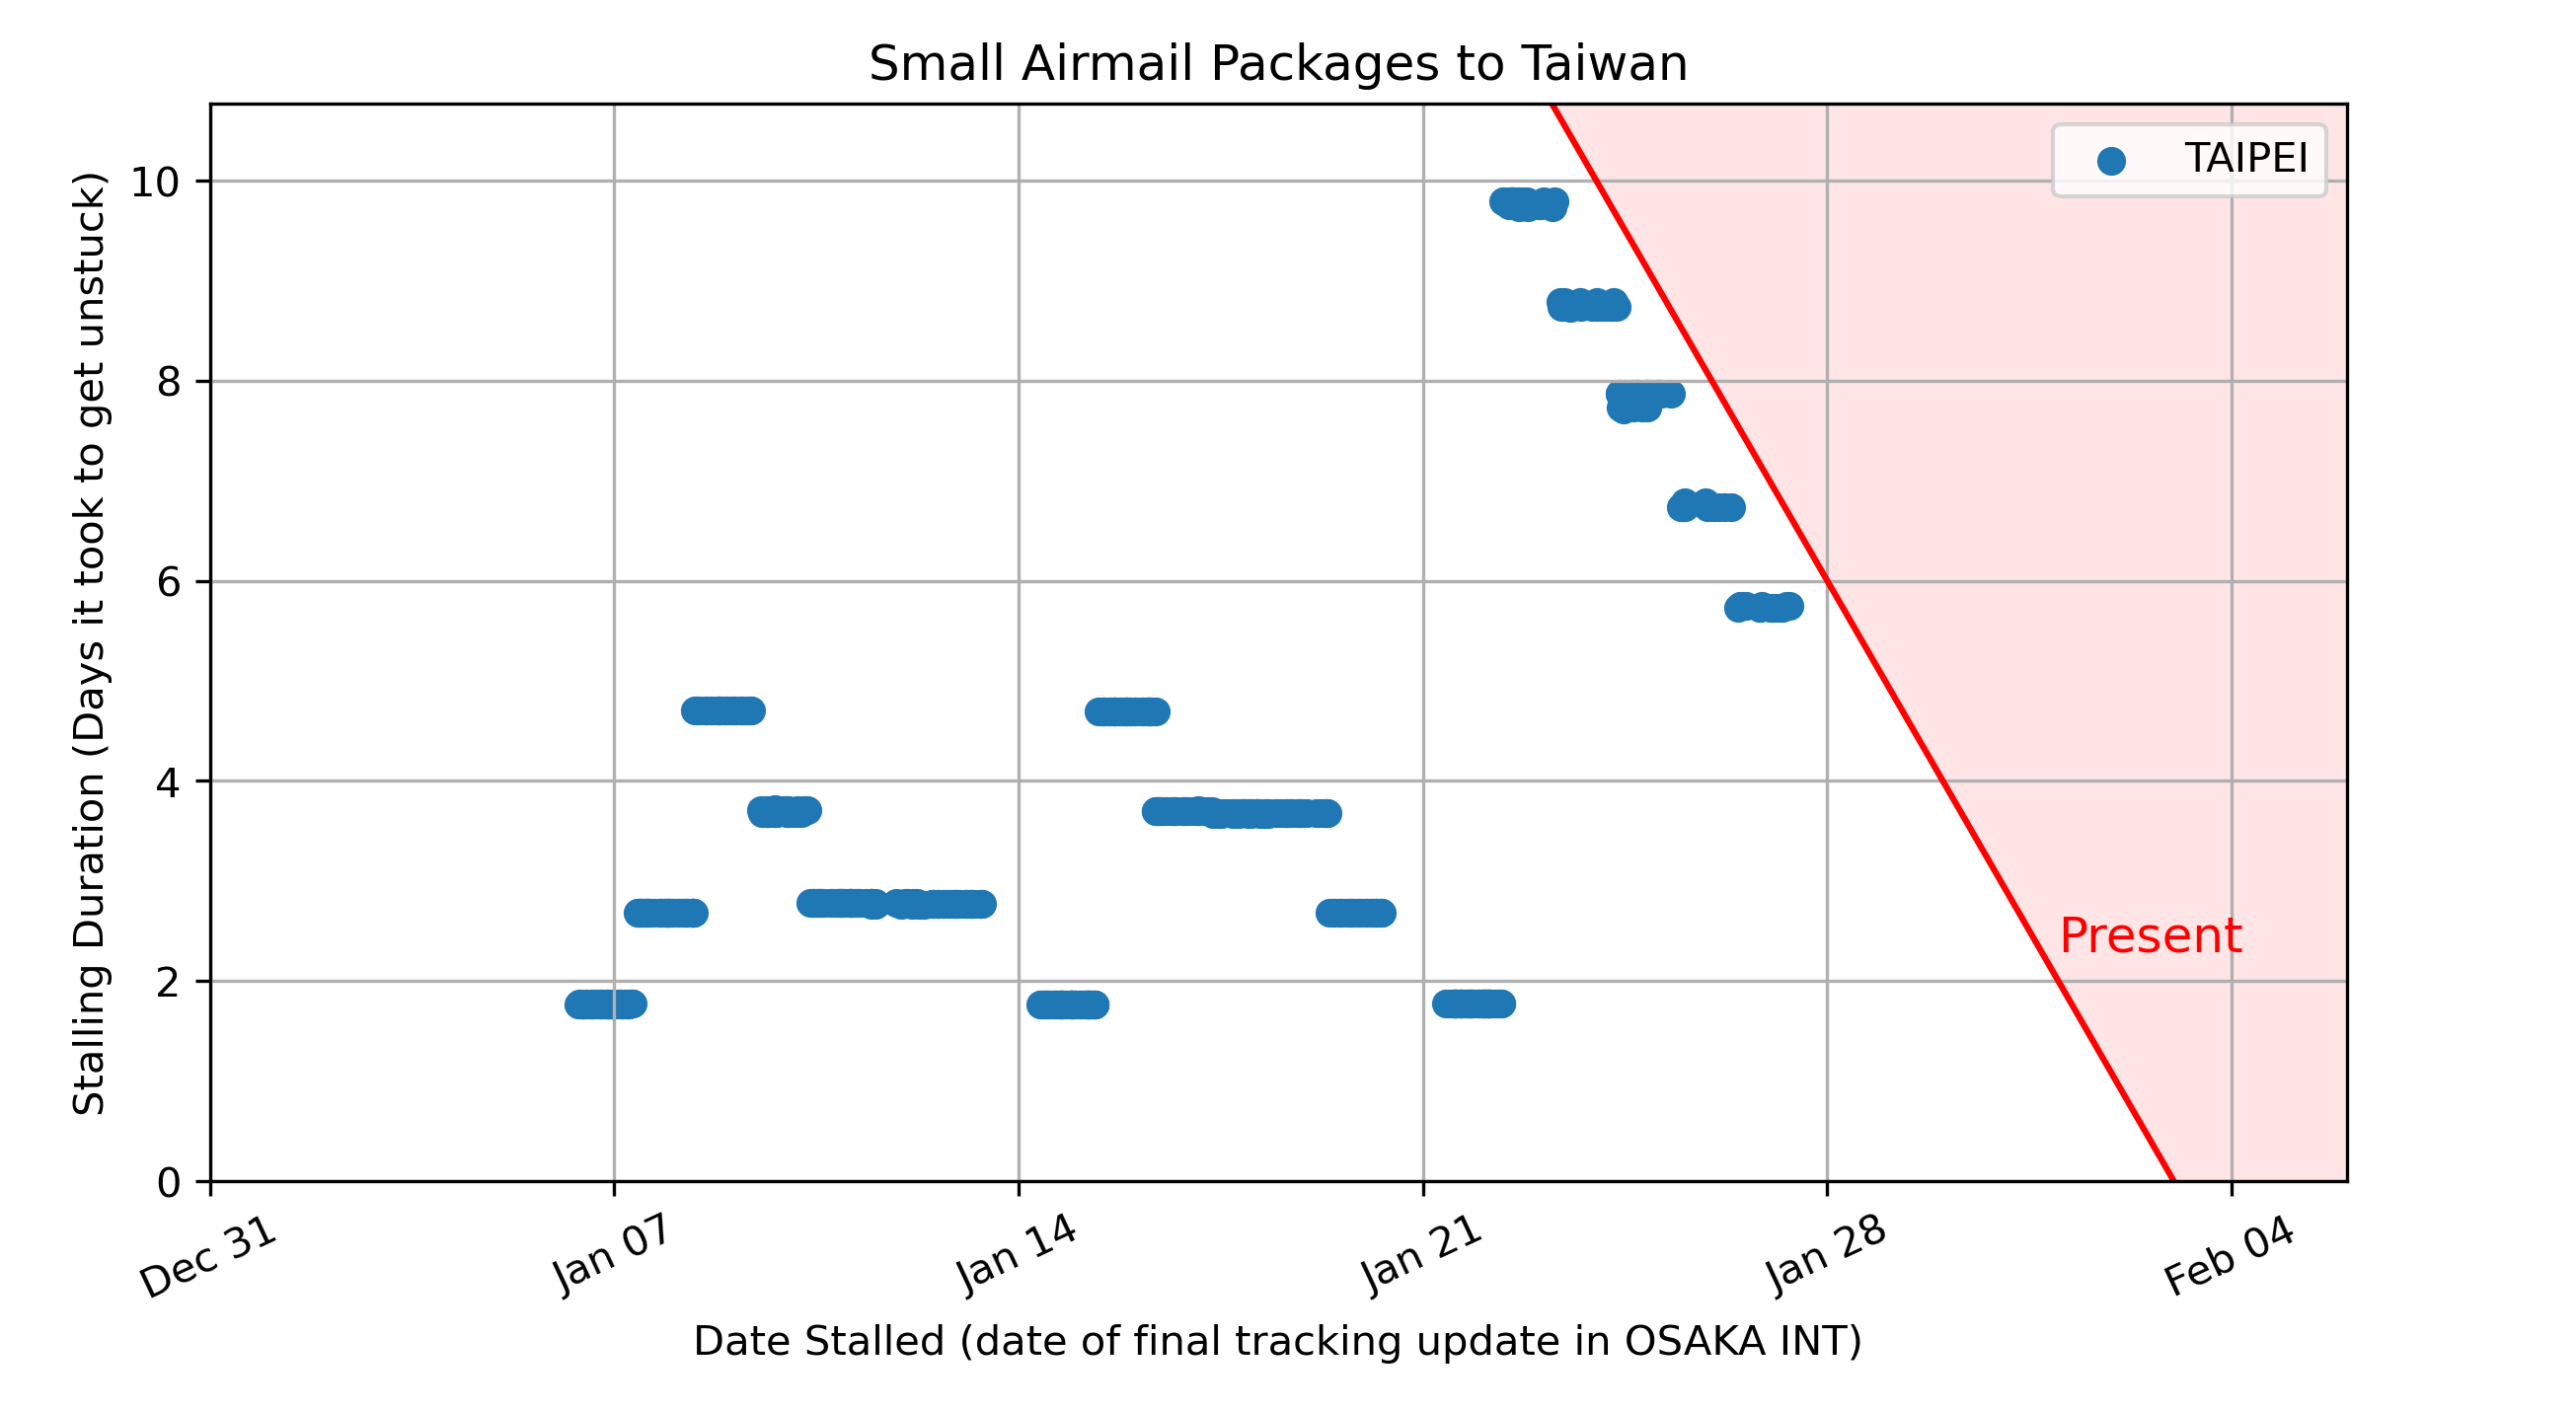 Small Airmail Packages to Taiwan
TAIPEI
Stalling Duration (Days it took to get unstuck)
10
8
6
4
2
0
Present
Dec 31
Jan 07
Jan 14
Jan 21
Jan 28
Feb 04
Date Stalled (date of final tracking update in OSAKA INT)